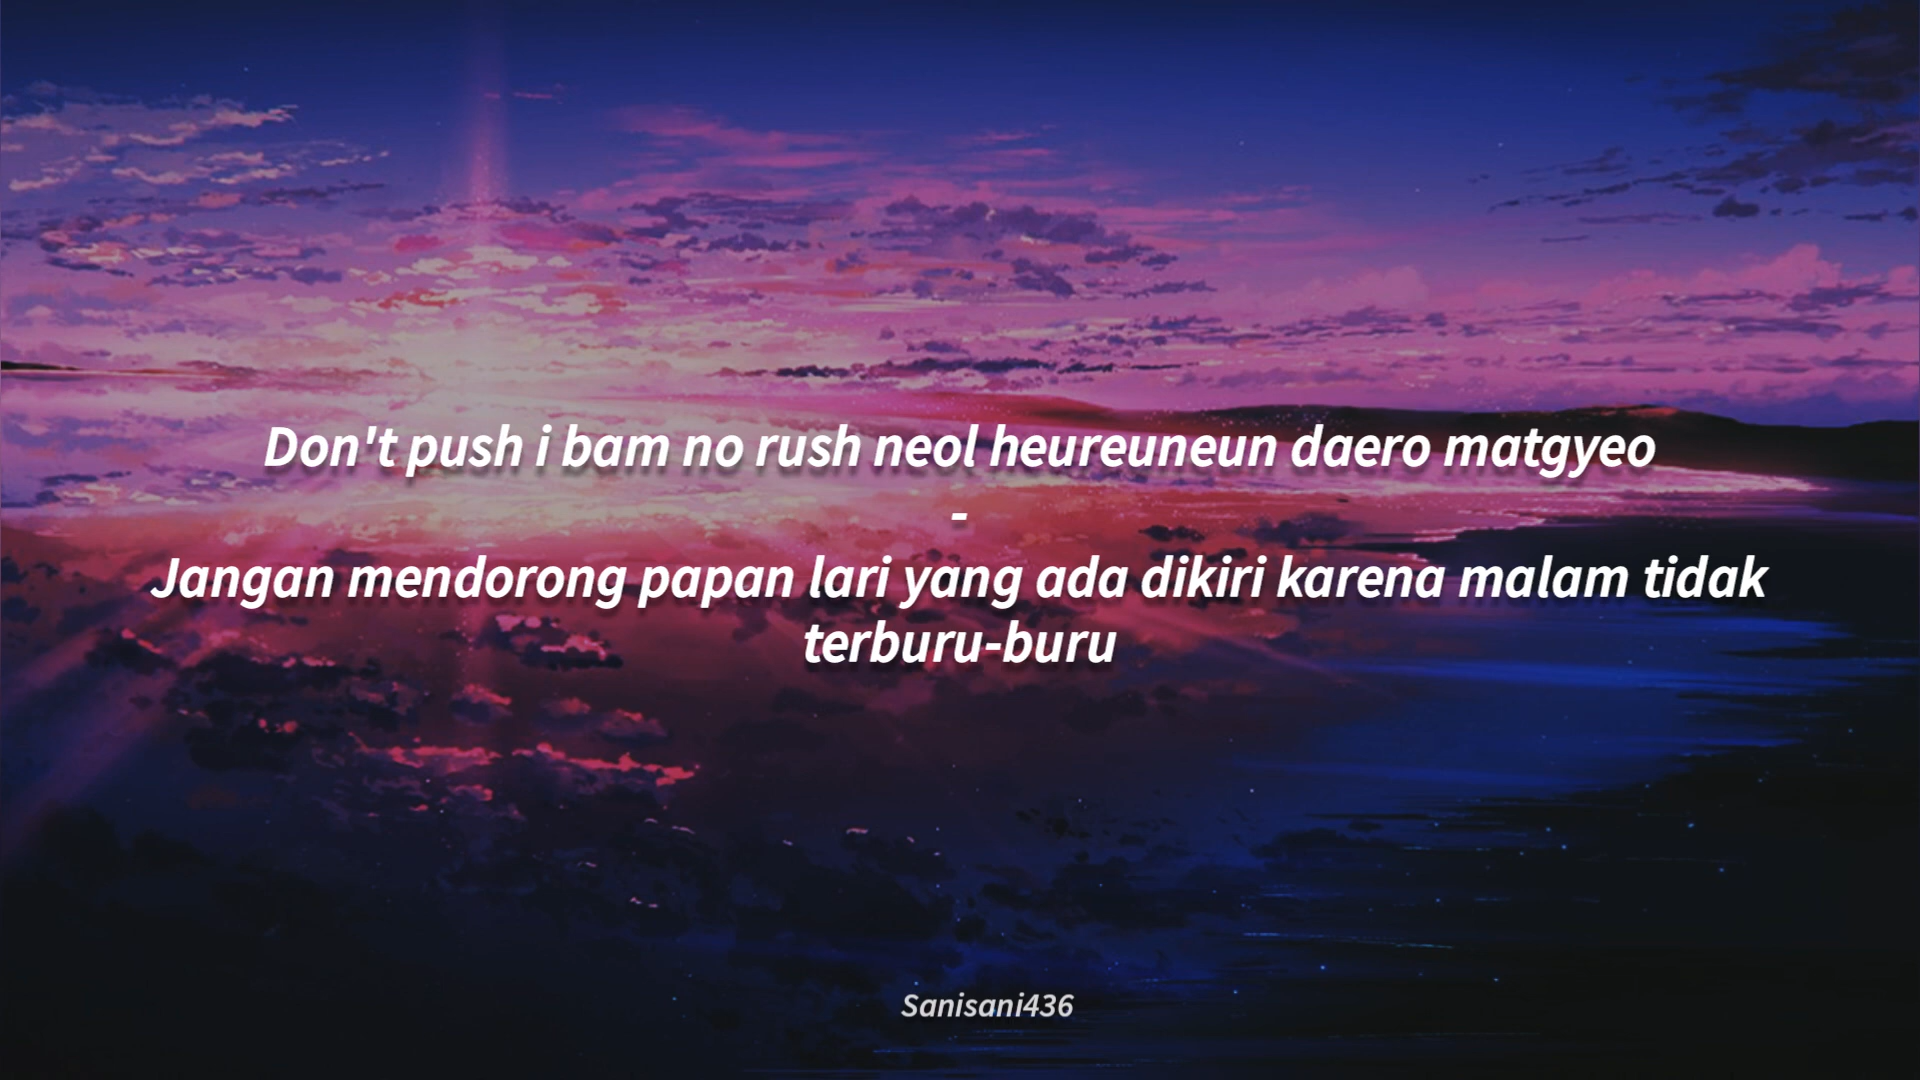 Don't push i bam no rush neol heureuneun daero matgyeo
-
Jangan mendorong papan lari yang ada dikiri karena malam tidak
terburu-buru
Sanisani436